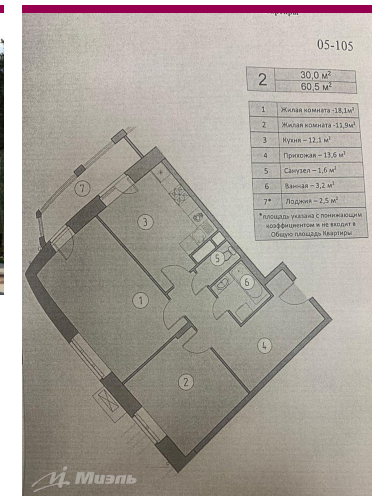 05-105
2
30,0 м²
60,5 м²
1 Жилая комната -18,1м²
2 Жилая комната -11,9м²
3 Кухня – 12,1 м²
4 Прихожая – 13,6 м²
5 Санузел – 1,6 м²
6 Ванная – 3,2 м²
7* Лоджия – 2,5 м²
*площадь указана с понижающим
коэффициентом и не входит в
Общую площадь Квартиры
7
3
5
6
1
4
2
Миэль